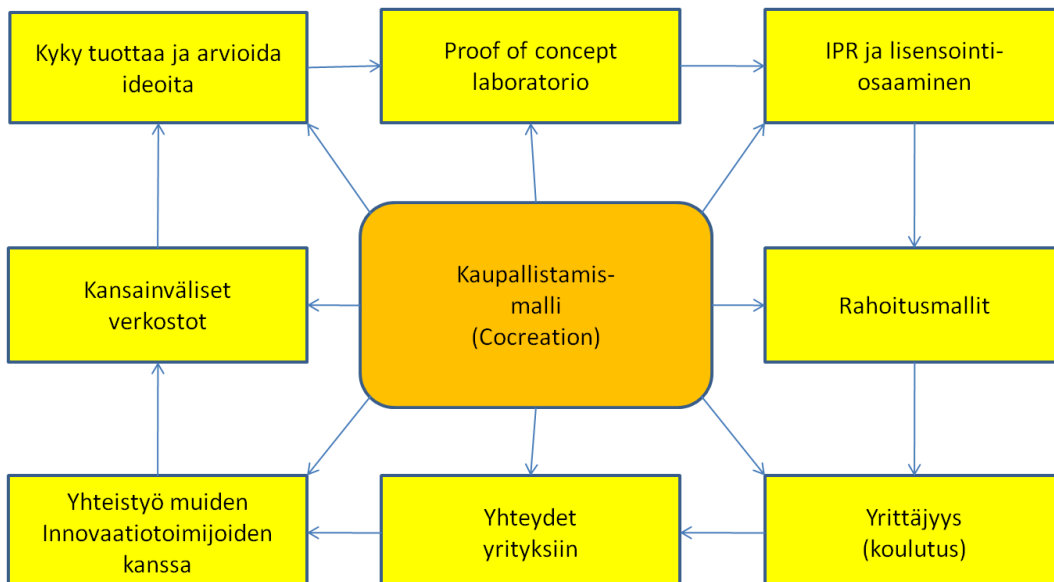 Kyky tuottaa ja arvioida
ideoita
Proof of concept
laboratorio
IPR ja lisensointi-
osaaminen
Kansainväliset
verkostot
Kaupallistamis-
malli
(Cocreation)
Rahoitusmallit
Yhteistyö muiden
Innovaatiotoimijoiden
kanssa
Yhteydet
yrityksiin
Yrittäjyys
(koulutus)